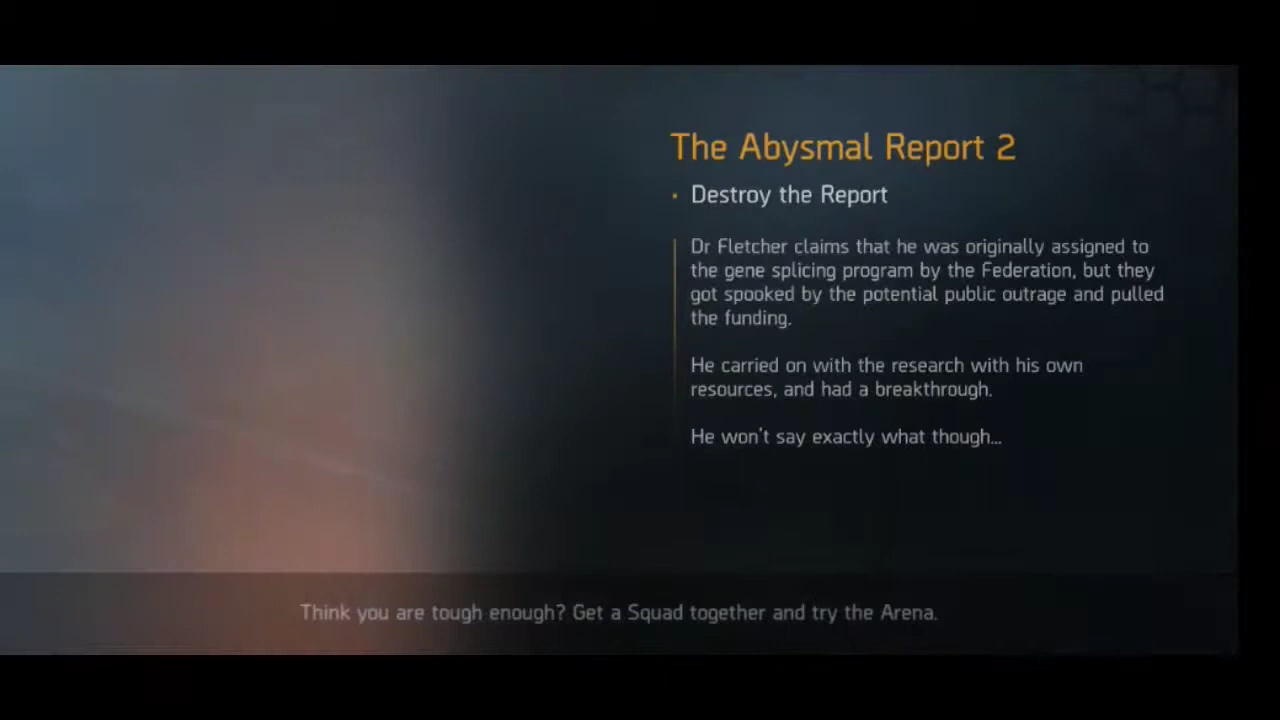 The Abysmal Report 2
Destroy the Report
Dr Fletcher claims that he was originally assigned to
the gene splicing program by the Federation, but they
got spooked by the potential public outrage and pulled
the funding.
He carried on with the research with his own
resources, and had a breakthrough.
He won't say exactly what though...
Think you are tough enough? Get a Squad together and try the Arena.